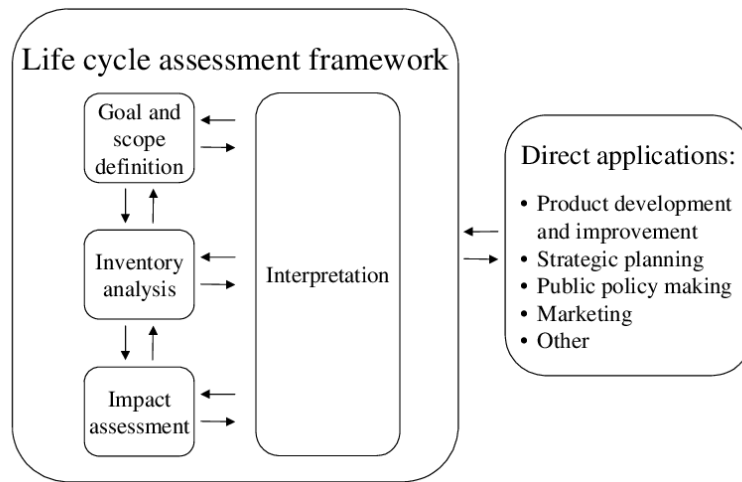 Life cycle assessment framework
Goal and
scope
definition
Inventory
analysis
Impact
assessment
Interpretation
Direct applications:
• Product development
and improvement
• Strategic planning
• Public policy making
• Marketing
• Other